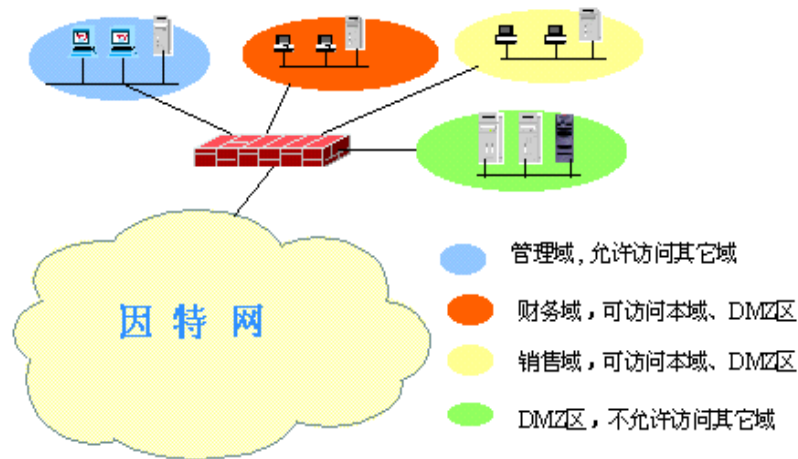 因特网
管理域,允许访问其它域
财务域，可访问本域、DMZ区
销售域，可访问本域、DMZ区
DMZ区，不允许访问其它域